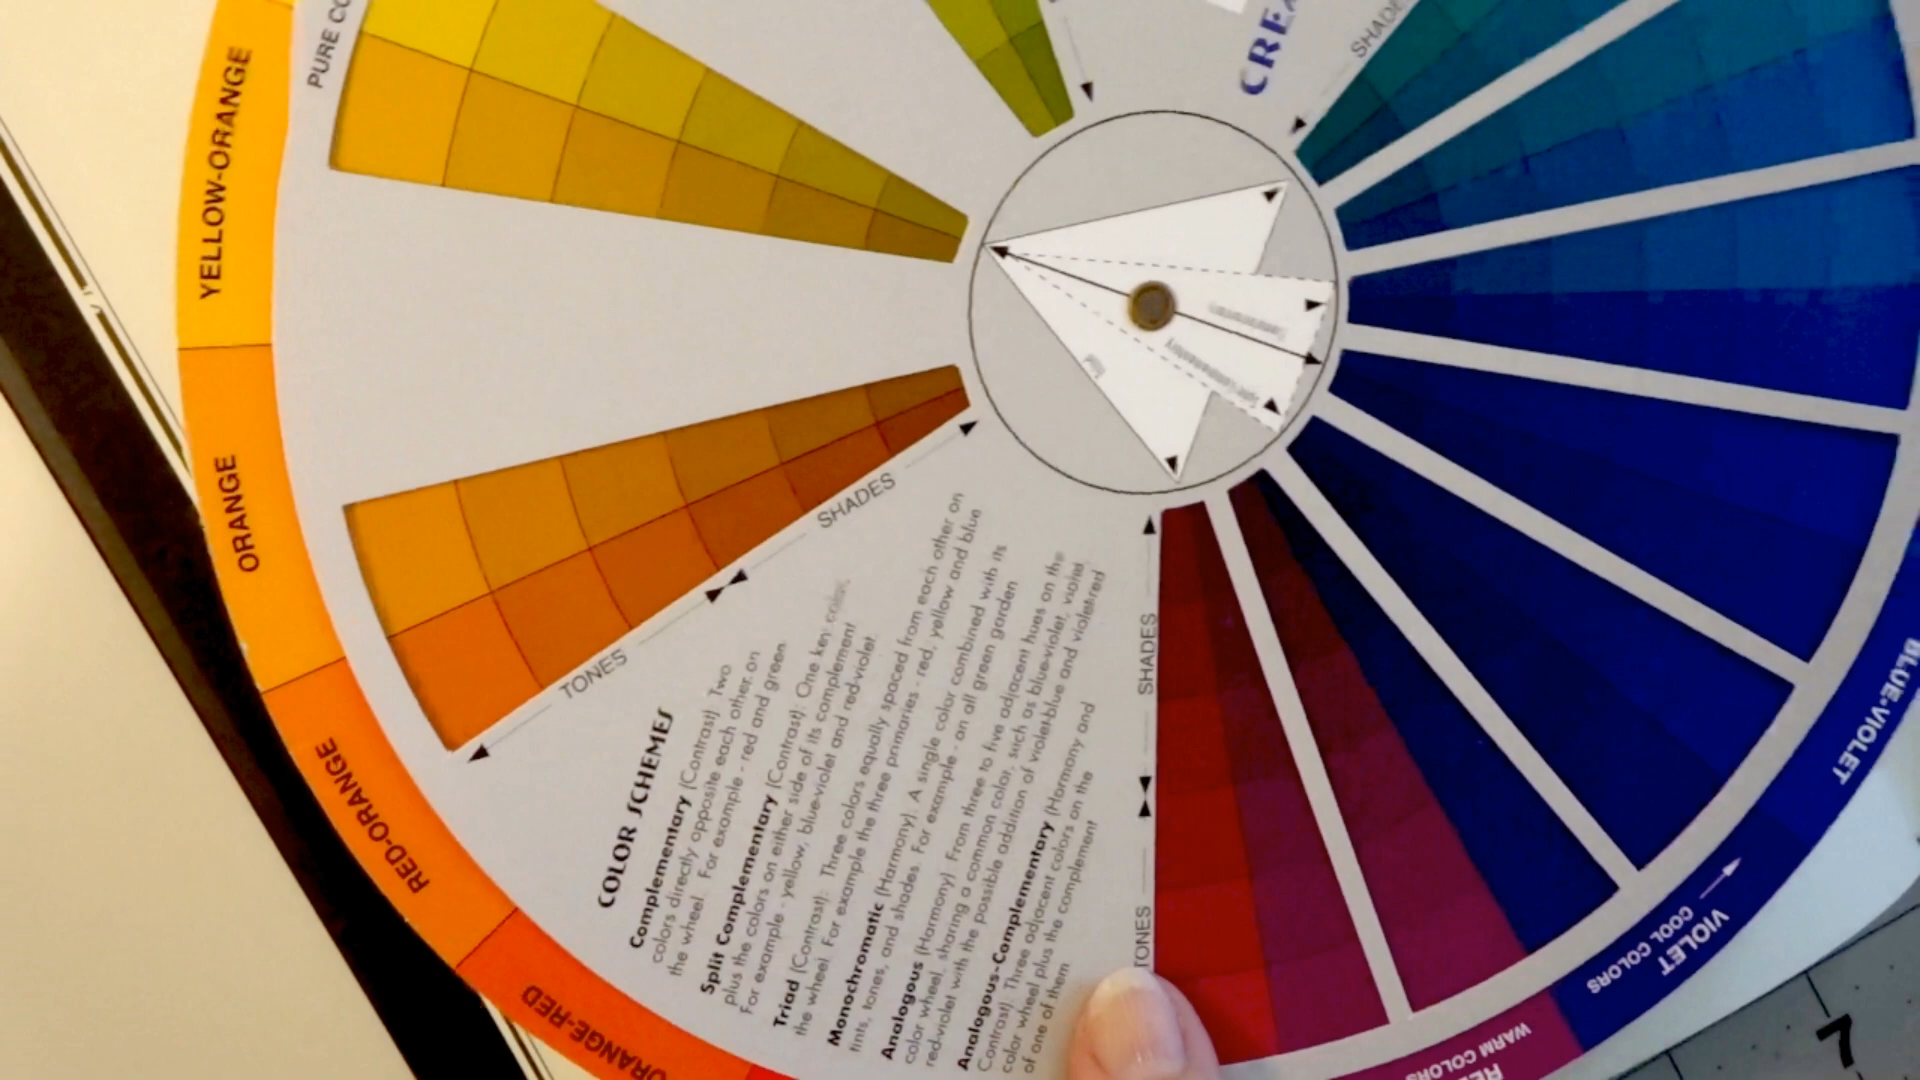 YELLOW-ORANGE
ORANGE
RED-ORANGE
ORANGE-RED
PURE CO
SHADES
TONES
COLOR SCHEMES
Complementary (Contrast). Two
colors directly opposite each other on
the wheel. For example - red and green
Split Complementary (Contrast). One key color,
plus the colors on either side of its complement
For example - yellow, blue-violet and red-violet.
Triad (Contrast). Three colors equally spaced from each other on
the wheel. For example the three primaries - red, yellow and blue
Monochromatic (Harmony). A single color combined with its
tints, tones, and shades. For example - an all green garden
Analogous (Harmony) From three to five adjacent hues on the
color wheel, sharing a common color, such as blue-violet, violet
red-violet with the possible addition of violet-blue and violet-red
Analogous-Complementary (Harmony and
Contrast). Three adjacent colors on the
color wheel plus the complement
of one of them
SHADES
TONES
CREA
SHADE
BLUE-VIOLET
VIOLET
COOL COLORS
WARM COLORS
7